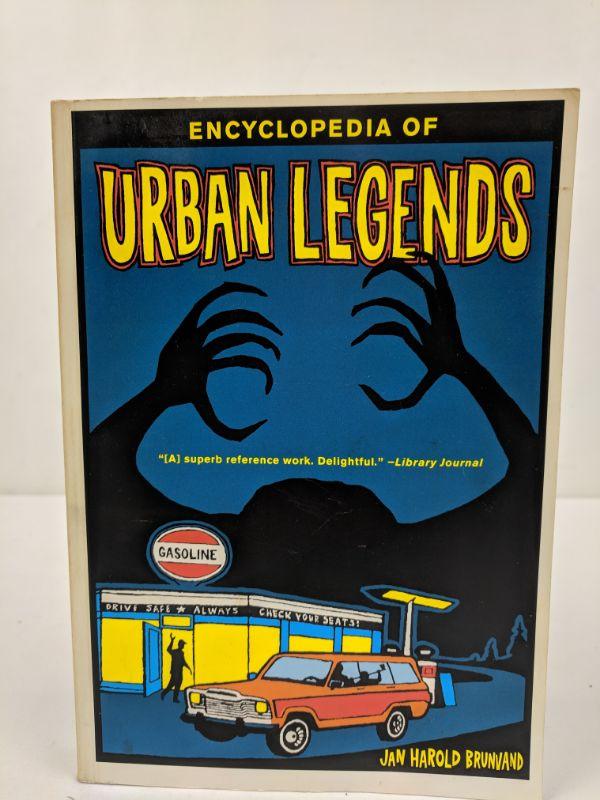 ENCYCLOPEDIA OF
URBAN LEGENDS
“[A] superb reference work. Delightful.” –Library Journal
GASOLINE
DRIVE SAFE ★ ALWAYS CHECK YOUR SEATS!
JAN HAROLD BRUNVAND